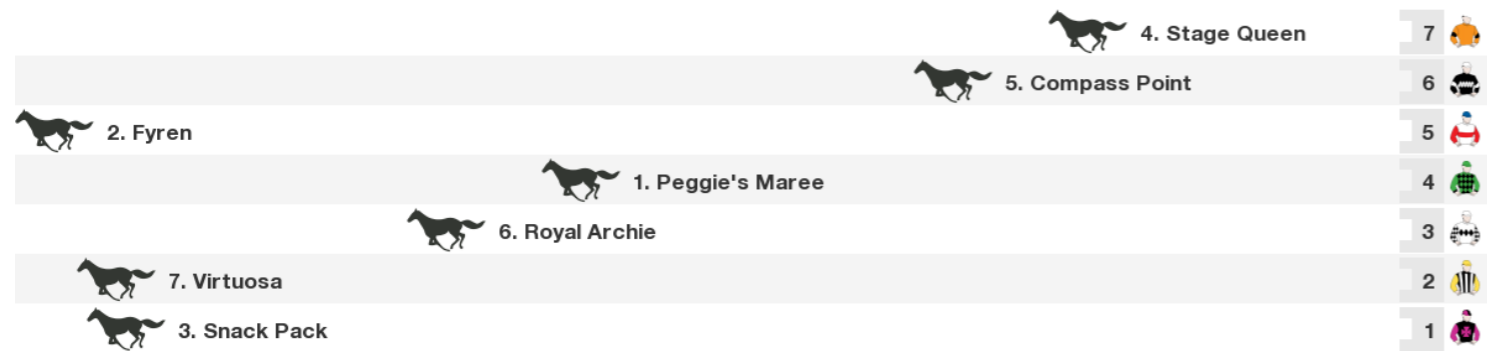 4. Stage Queen 7
5. Compass Point 6
2. Fyren 5
1. Peggie's Maree 4
6. Royal Archie 3
7. Virtuosa 2
3. Snack Pack 1